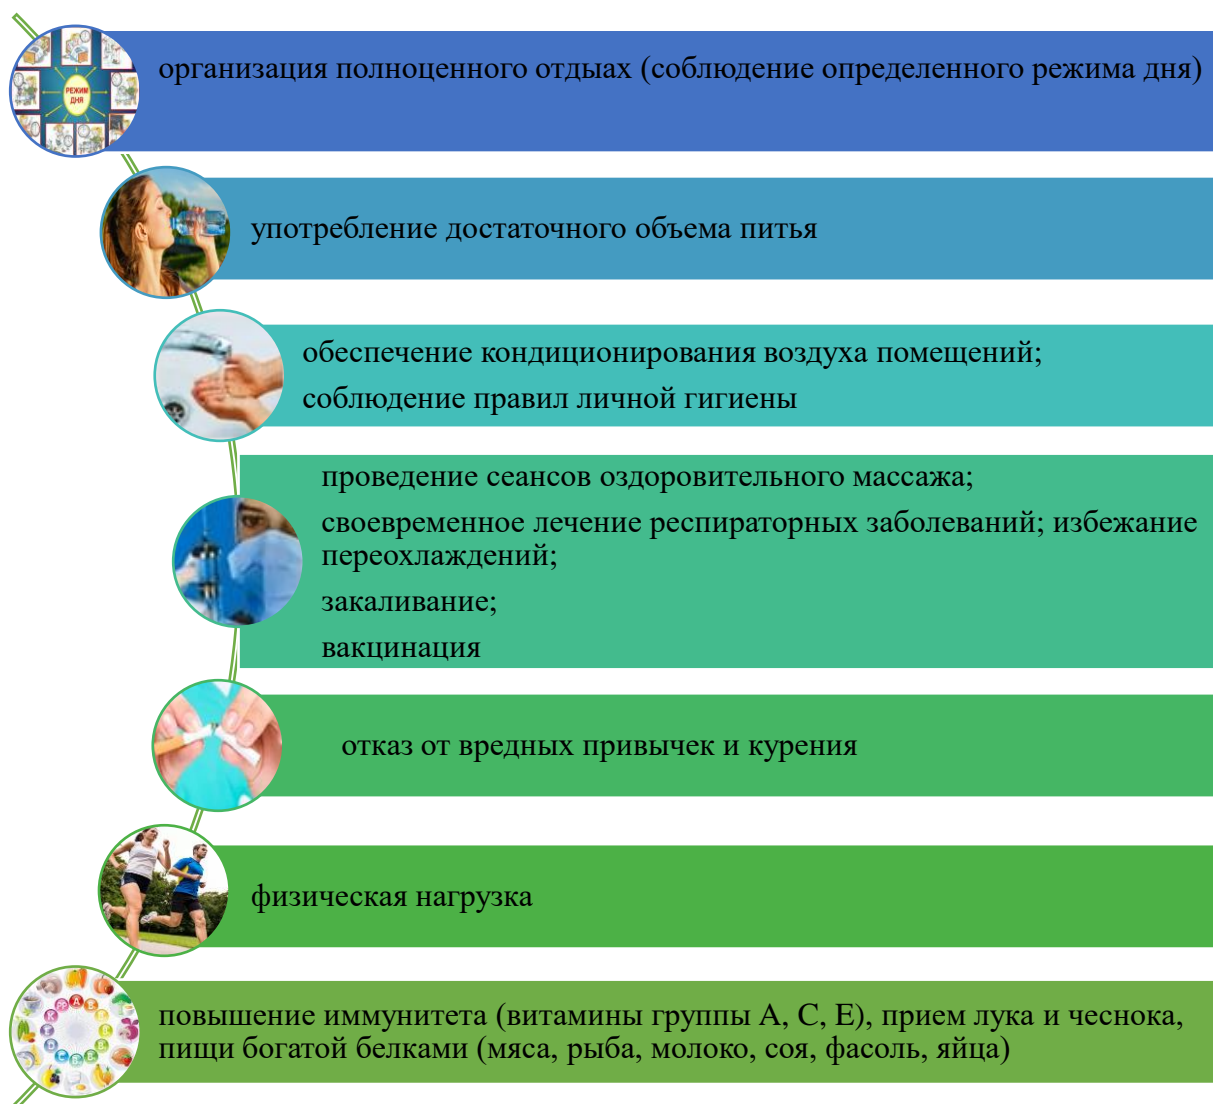 РЕЖИМ
ДНЯ
организация полноценного отдыах (соблюдение определенного режима дня)
употребление достаточного объема питья
обеспечение кондиционирования воздуха помещений;
соблюдение правил личной гигиены
проведение сеансов оздоровительного массажа;
своевременное лечение респираторных заболеваний; избежание
переохлаждений;
закаливание;
вакцинация
отказ от вредных привычек и курения
физическая нагрузка
повышение иммунитета (витамины группы А, С, Е), прием лука и чеснока,
пищи богатой белками (мяса, рыба, молоко, соя, фасоль, яйца)